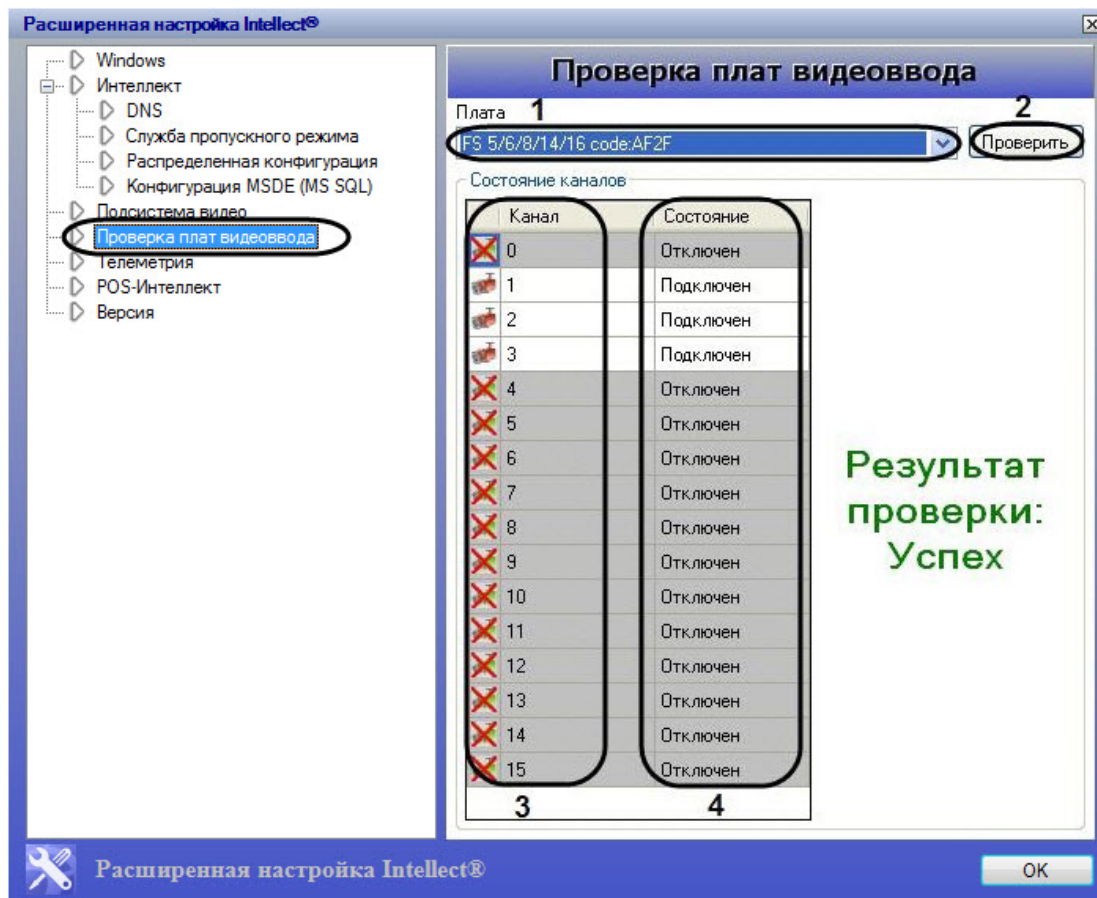 Расширенная настройка Intellect®
Windows
Интеллект
DNS
Служба пропускного режима
Распределенная конфигурация
Конфигурация MSDE (MS SQL)
Подсистема видео
Проверка плат видеоввода
Телеметрия
POS-Интеллект
Версия
Проверка плат видеоввода
Плата 1 2
FS 5/6/8/14/16 code:AF2F Проверить
Состояние каналов
Канал Состояние
0 Отключен
1 Подключен
2 Подключен
3 Подключен
4 Отключен
5 Отключен
6 Отключен
7 Отключен
8 Отключен
9 Отключен
10 Отключен
11 Отключен
12 Отключен
13 Отключен
14 Отключен
15 Отключен
3 4
Результат
проверки:
Успех
Расширенная настройка Intellect®
OK